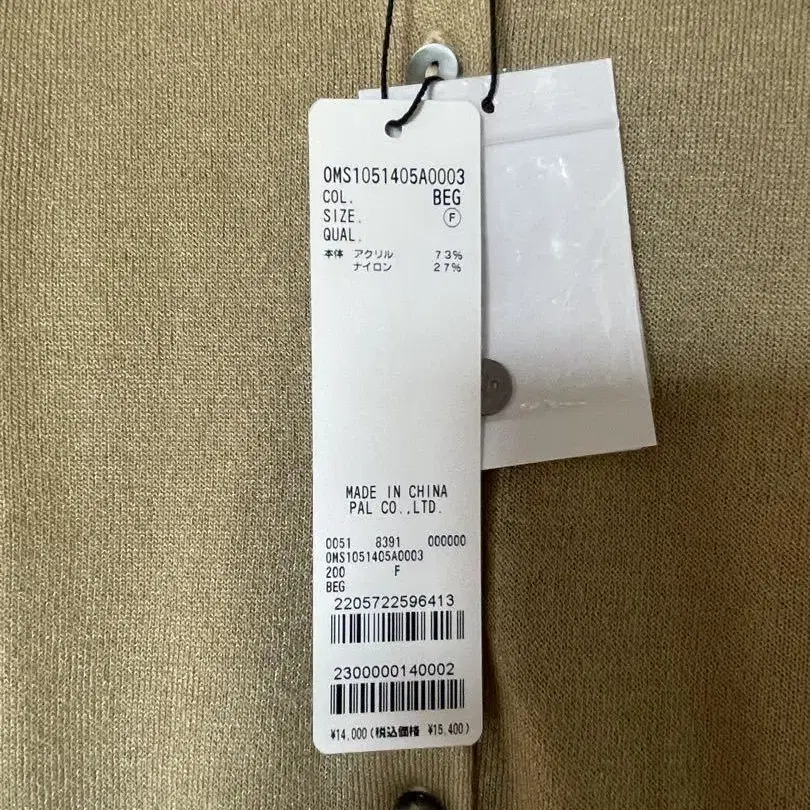 OMS1051405A0003
COL. BEG
SIZE. F
QUAL.
本体 アクリル 73%
ナイロン 27%
MADE IN CHINA
PAL CO.,LTD.
0051 8391 000000
OMS1051405A0003
200 F
BEG
2205722596413
2300000140002
¥14,000(税込価格 ¥15,400)